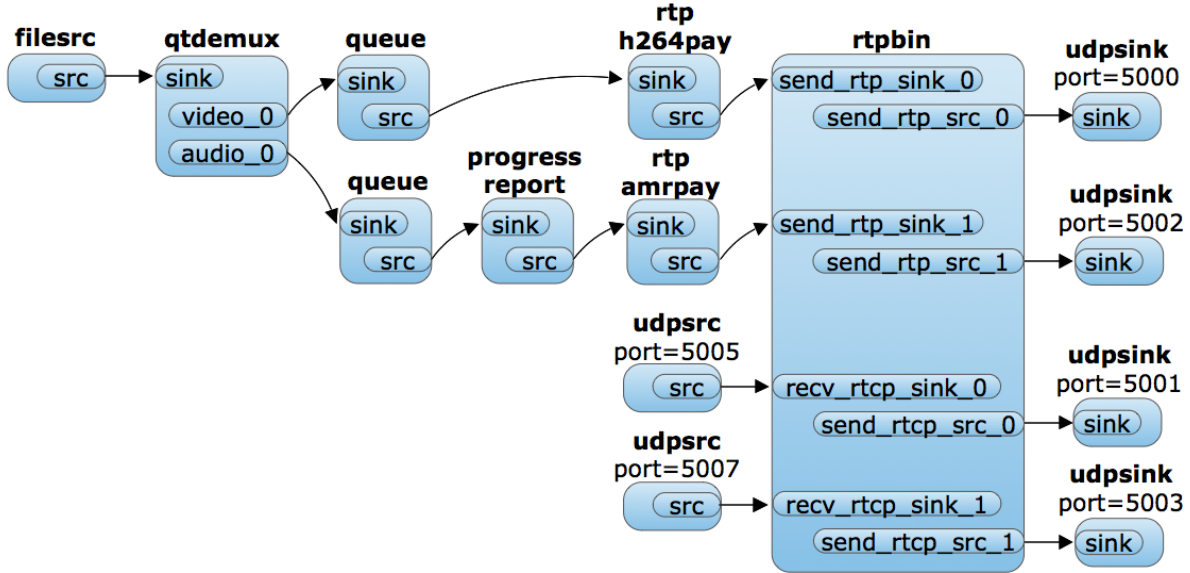 filesrc
src
qtdemux
sink
video_0
audio_0
queue
sink
src
rtp
h264pay
sink
src
queue
sink
src
progress
report
sink
src
rtp
amrpay
sink
src
udpsrc
port=5005
src
udpsrc
port=5007
src
rtpbin
send_rtp_sink_0
send_rtp_src_0
send_rtp_sink_1
send_rtp_src_1
recv_rtcp_sink_0
send_rtcp_src_0
recv_rtcp_sink_1
send_rtcp_src_1
udpsink
port=5000
sink
udpsink
port=5002
sink
udpsink
port=5001
sink
udpsink
port=5003
sink